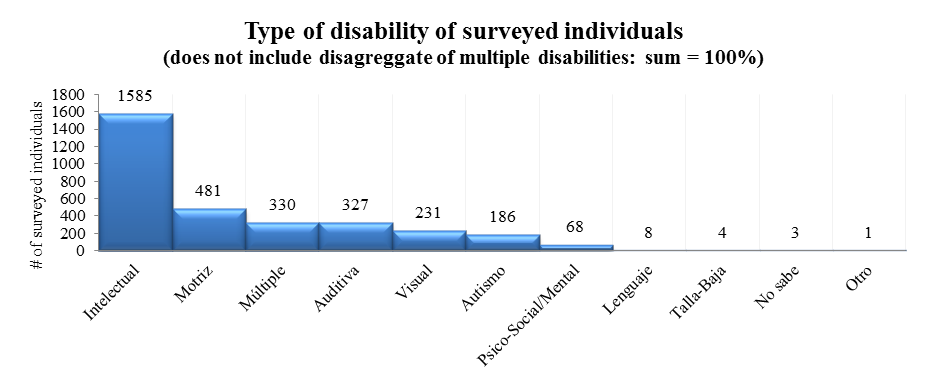 Type of disability of surveyed individuals
(does not include disagreggate of multiple disabilities:  sum = 100%)
# of surveyed individuals
1800
1600
1400
1200
1000
800
600
400
200
0
1585
481
330
327
231
186
68
8
4
3
1
Intelectual
Motriz
Múltiple
Auditiva
Visual
Autismo
Psico-Social/Mental
Lenguaje
Talla-Baja
No sabe
Otro